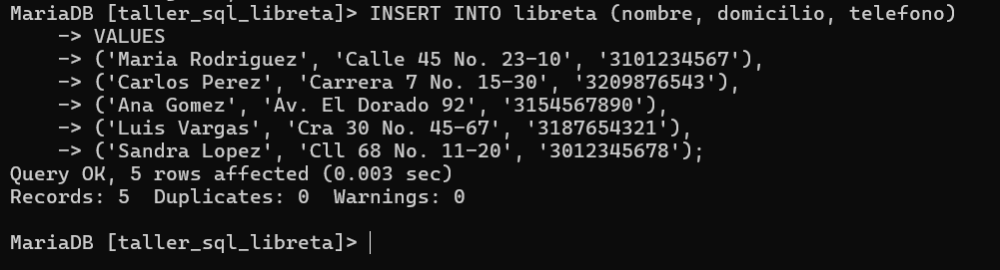 MariaDB [taller_sql_libreta]> INSERT INTO libreta (nombre, domicilio, telefono)
    -> VALUES
    -> ('Maria Rodriguez', 'Calle 45 No. 23-10', '3101234567'),
    -> ('Carlos Perez', 'Carrera 7 No. 15-30', '3209876543'),
    -> ('Ana Gomez', 'Av. El Dorado 92', '3154567890'),
    -> ('Luis Vargas', 'Cra 30 No. 45-67', '3187654321'),
    -> ('Sandra Lopez', 'Cll 68 No. 11-20', '3012345678');
Query OK, 5 rows affected (0.003 sec)
Records: 5  Duplicates: 0  Warnings: 0
MariaDB [taller_sql_libreta]>